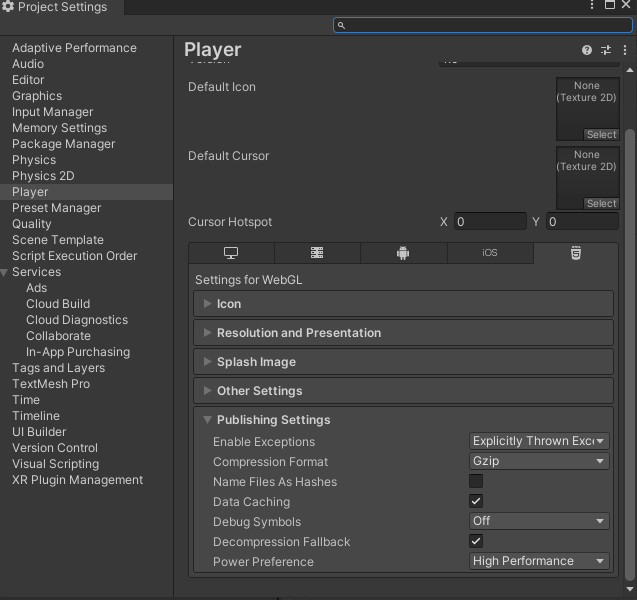 Project Settings
Adaptive Performance
Audio
Editor
Graphics
Input Manager
Memory Settings
Package Manager
Physics
Physics 2D
Player
Preset Manager
Quality
Scene Template
Script Execution Order
Services
Ads
Cloud Build
Cloud Diagnostics
Collaborate
In-App Purchasing
Tags and Layers
TextMesh Pro
Time
Timeline
UI Builder
Version Control
Visual Scripting
XR Plugin Management
Player
Default Icon
None
(Texture 2D)
Select
Default Cursor
None
(Texture 2D)
Select
Cursor Hotspot X 0 Y 0
iOS
Settings for WebGL
Icon
Resolution and Presentation
Splash Image
Other Settings
Publishing Settings
Enable Exceptions Explicitly Thrown Exc
Compression Format Gzip
Name Files As Hashes
Data Caching
Debug Symbols Off
Decompression Fallback
Power Preference High Performance